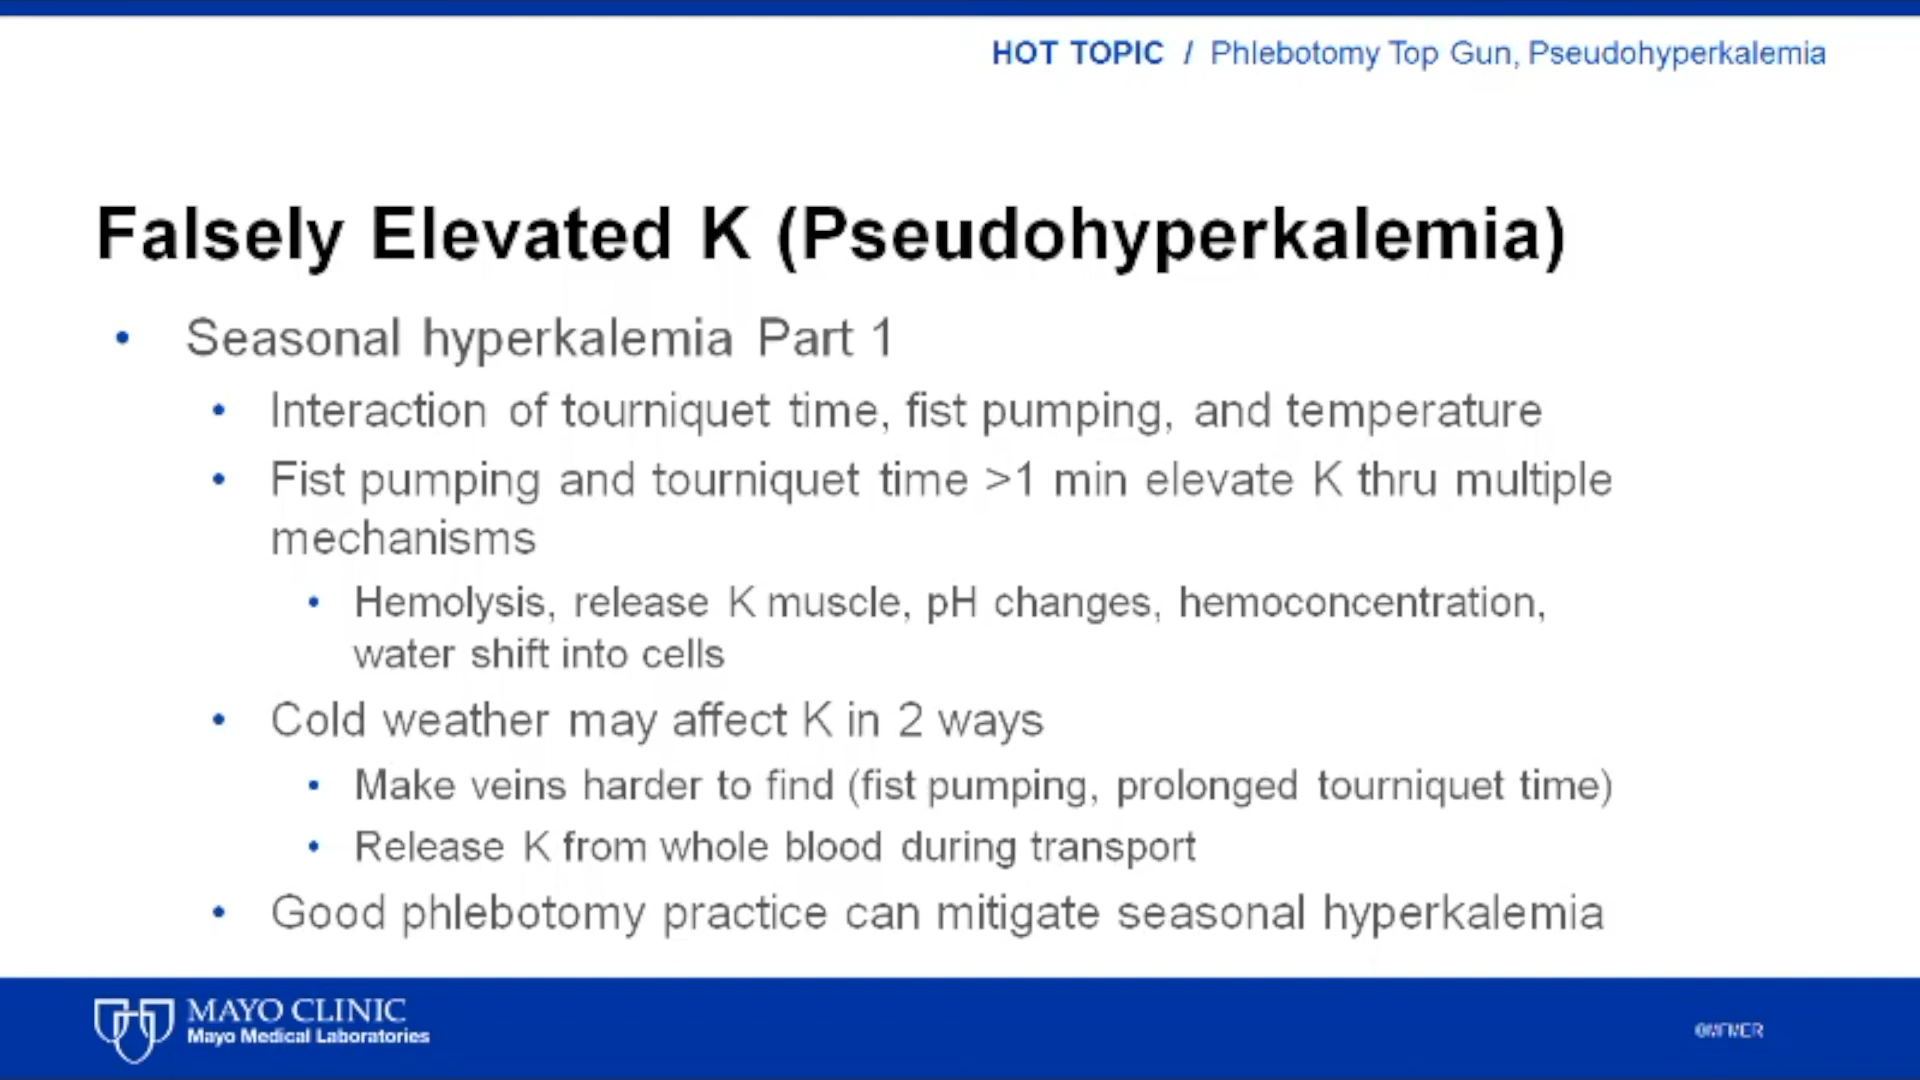 HOT TOPIC / Phlebotomy Top Gun, Pseudohyperkalemia
Falsely Elevated K (Pseudohyperkalemia)
• Seasonal hyperkalemia Part 1
• Interaction of tourniquet time, fist pumping, and temperature
• Fist pumping and tourniquet time >1 min elevate K thru multiple
mechanisms
• Hemolysis, release K muscle, pH changes, hemoconcentration,
water shift into cells
• Cold weather may affect K in 2 ways
• Make veins harder to find (fist pumping, prolonged tourniquet time)
• Release K from whole blood during transport
• Good phlebotomy practice can mitigate seasonal hyperkalemia
MAYO CLINIC
Mayo Medical Laboratories
©MFMER